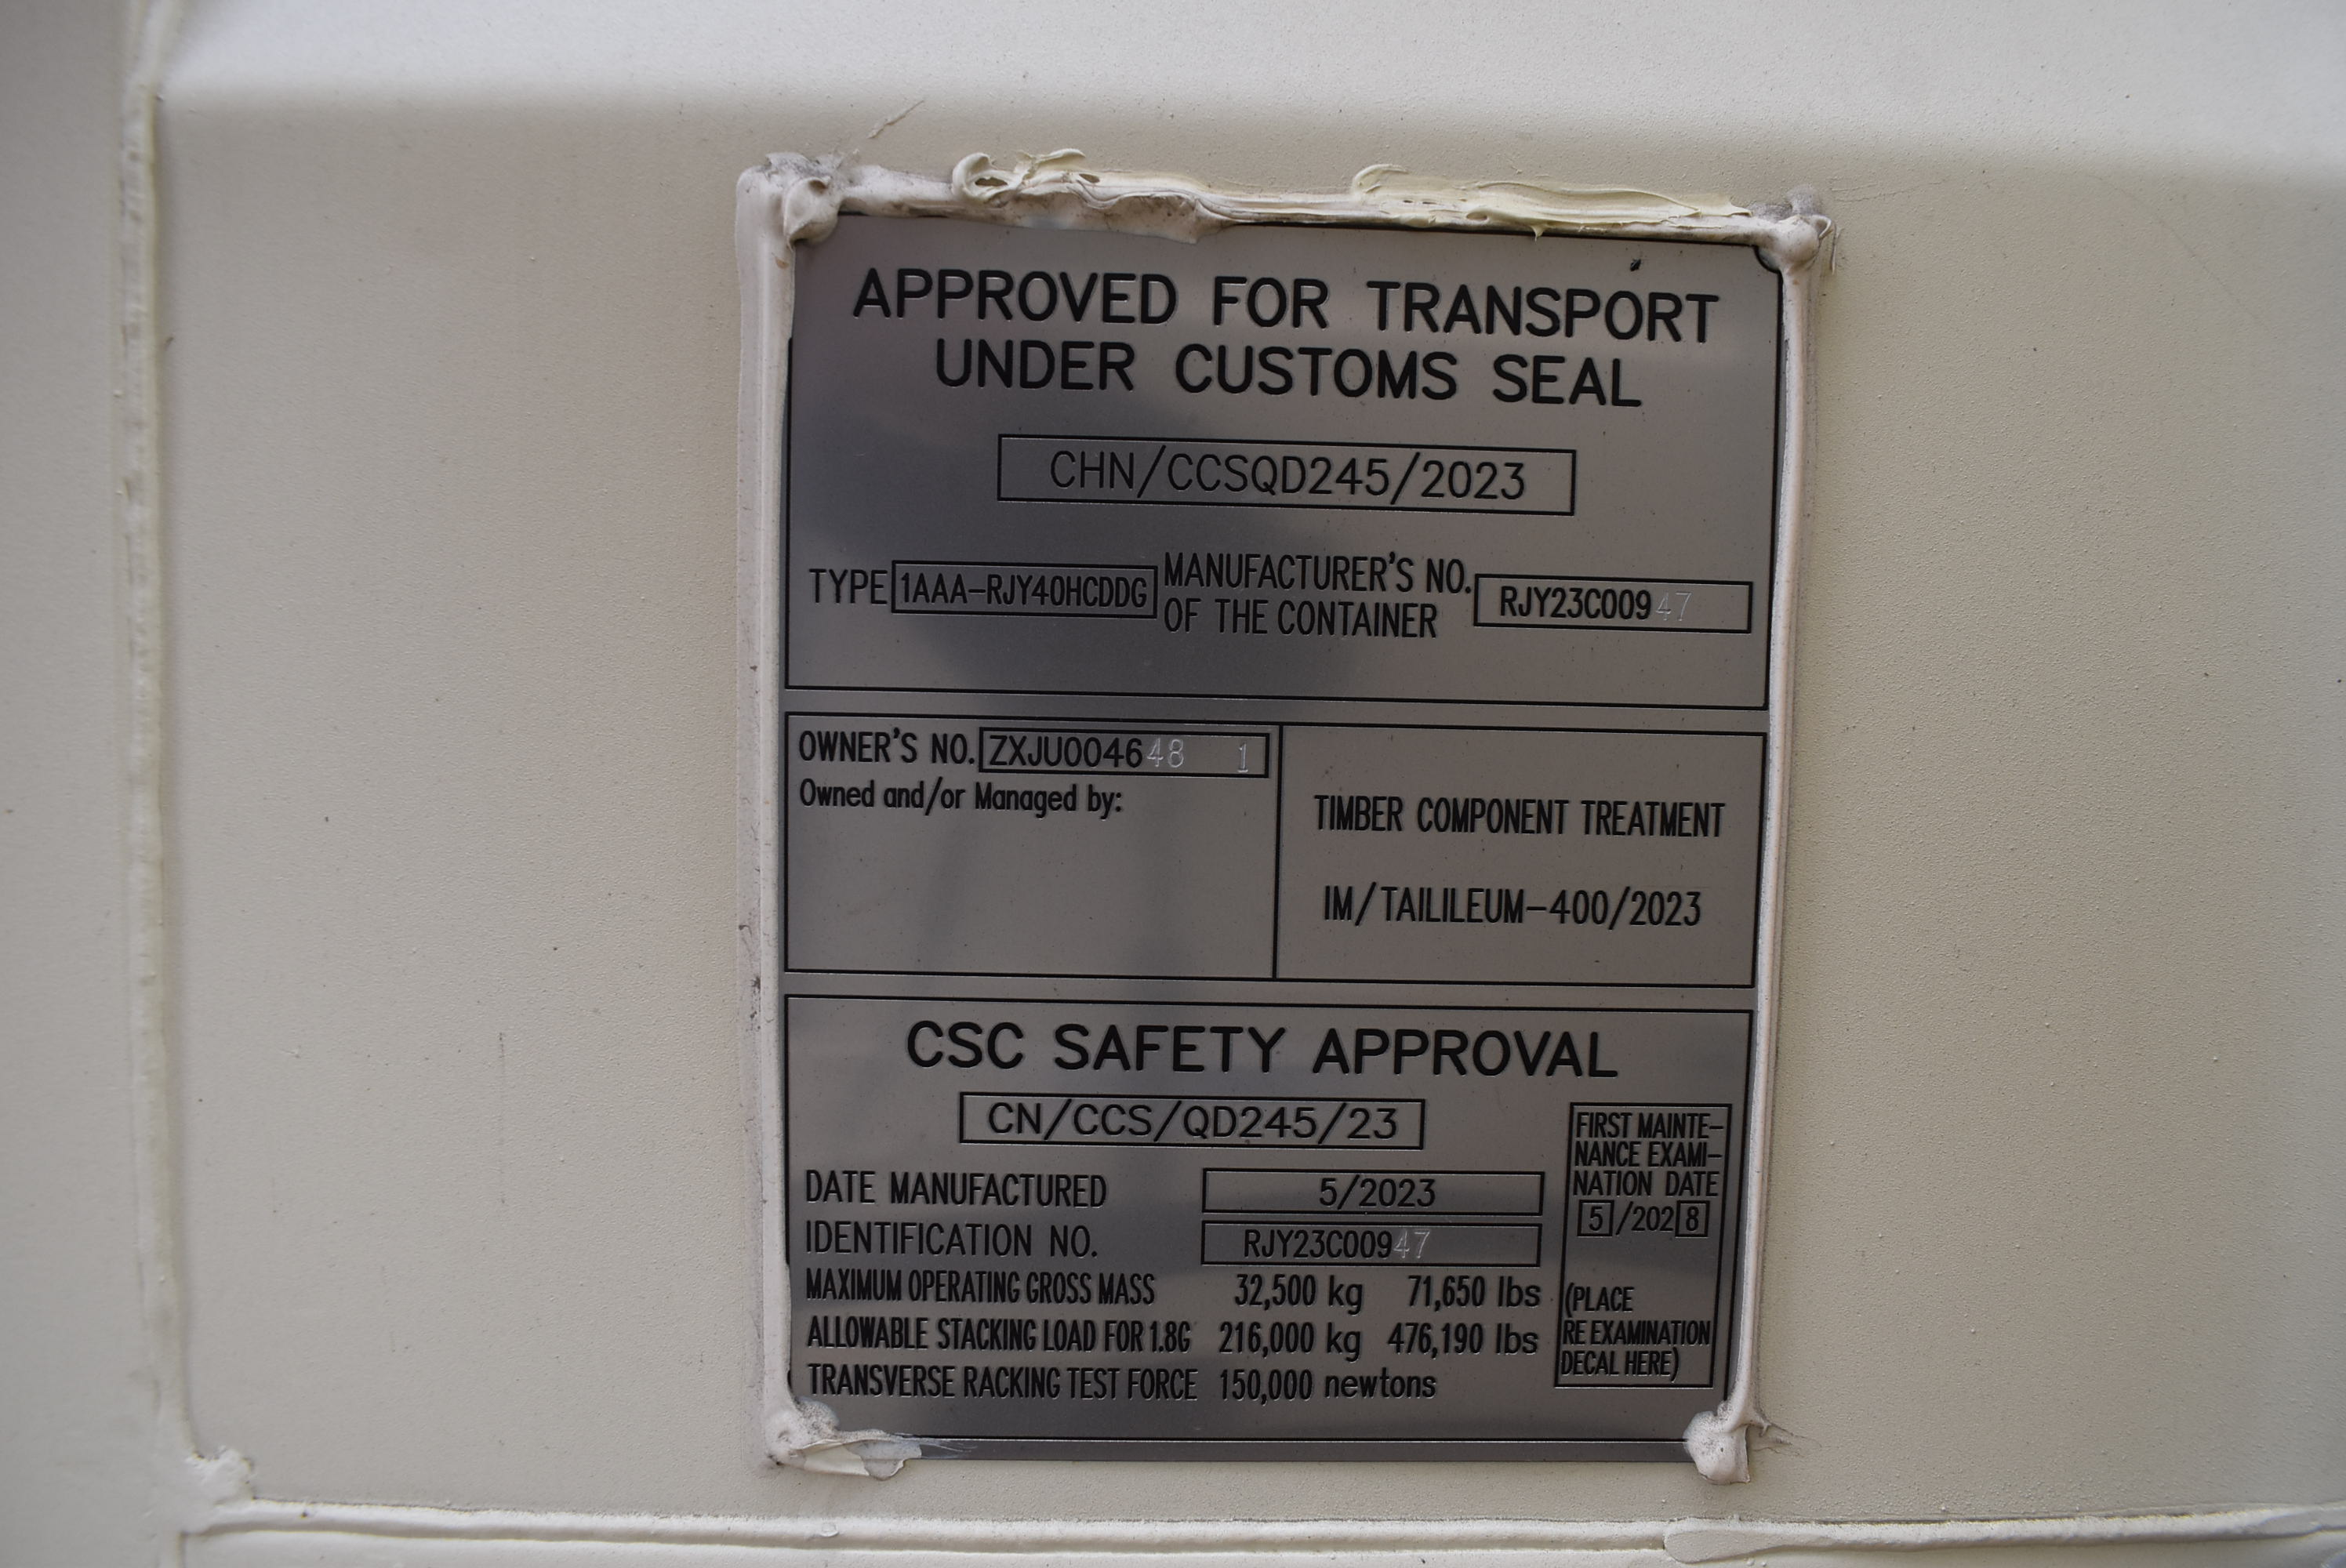 APPROVED FOR TRANSPORT
UNDER CUSTOMS SEAL
CHN/CCSQD245/2023
TYPE 1AAA-RJY40HCDDG MANUFACTURER'S NO. OF THE CONTAINER RJY23C00947
OWNER'S NO. ZXJU004648 1
Owned and/or Managed by:
TIMBER COMPONENT TREATMENT
IM/TAILILEUM-400/2023
CSC SAFETY APPROVAL
CN/CCS/QD245/23
DATE MANUFACTURED 5/2023
IDENTIFICATION NO. RJY23C00947
MAXIMUM OPERATING GROSS MASS 32,500 kg 71,650 lbs
ALLOWABLE STACKING LOAD FOR 1.8G 216,000 kg 476,190 lbs
TRANSVERSE RACKING TEST FORCE 150,000 newtons
FIRST MAINTE-
NANCE EXAMI-
NATION DATE
5/2028
(PLACE
RE EXAMINATION
DECAL HERE)